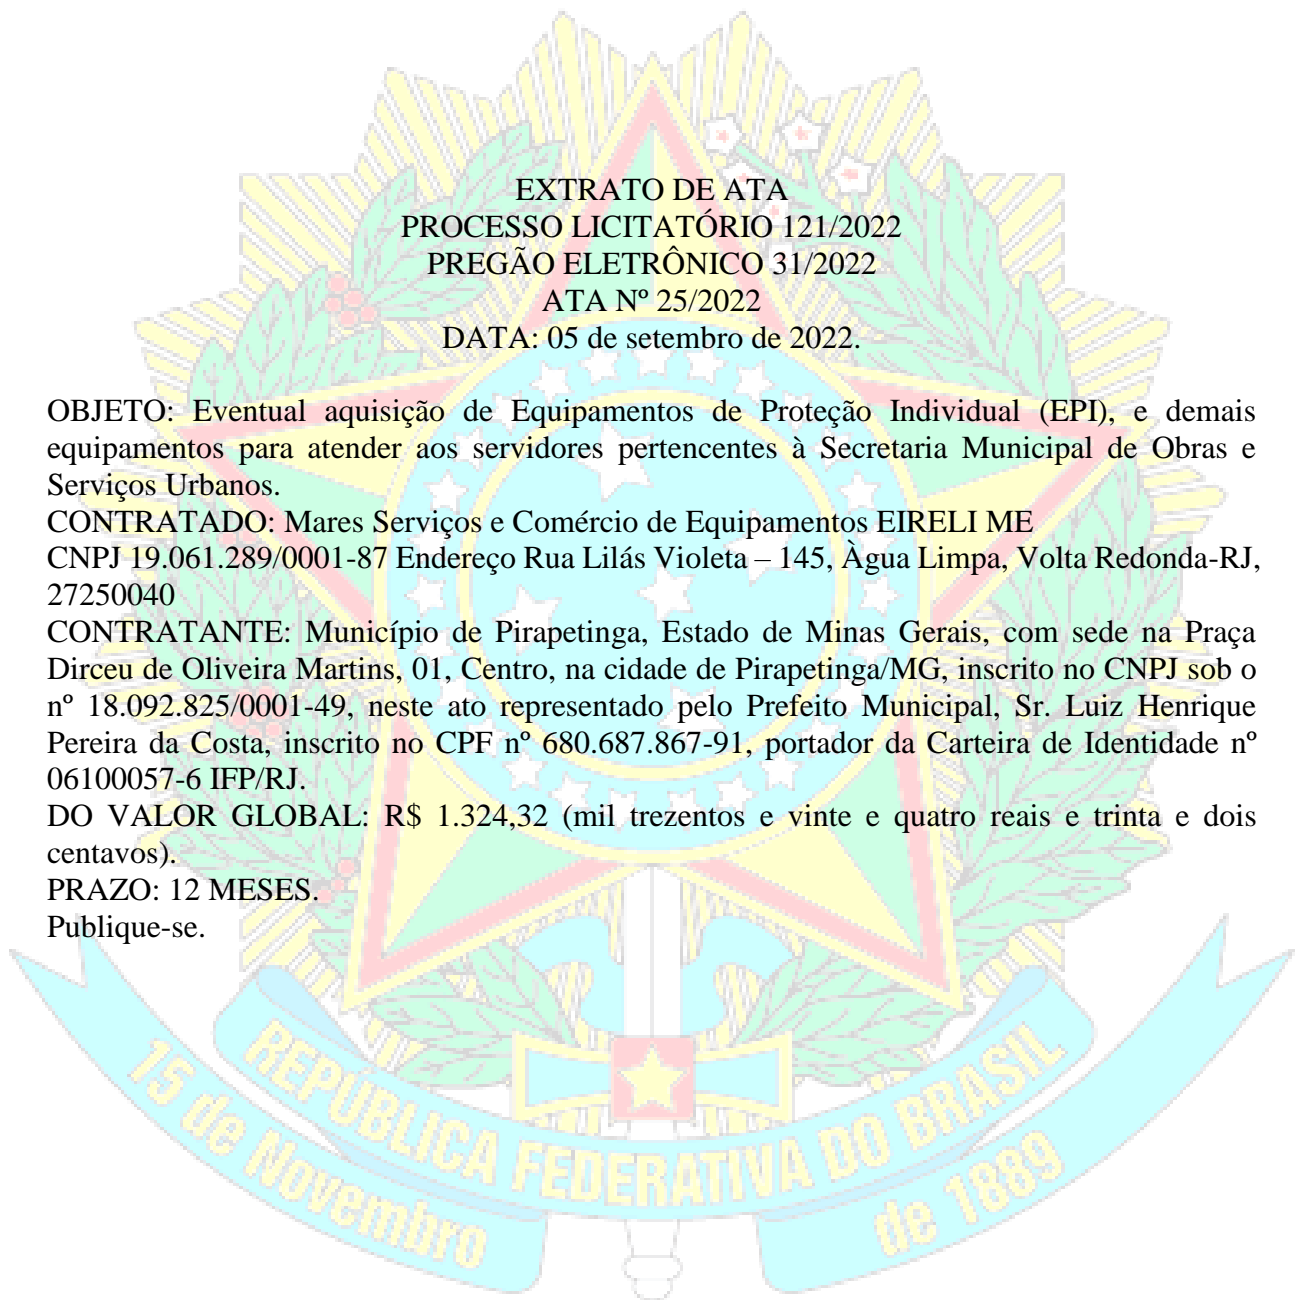 EXTRATO DE ATA
PROCESSO LICITATÓRIO 121/2022
PREGÃO ELETRÔNICO 31/2022
ATA Nº 25/2022
DATA: 05 de setembro de 2022.
OBJETO: Eventual aquisição de Equipamentos de Proteção Individual (EPI), e demais
equipamentos para atender aos servidores pertencentes à Secretaria Municipal de Obras e
Serviços Urbanos.
CONTRATADO: Mares Serviços e Comércio de Equipamentos EIRELI ME
CNPJ 19.061.289/0001-87 Endereço Rua Lilás Violeta – 145, Àgua Limpa, Volta Redonda-RJ,
27250040
CONTRATANTE: Município de Pirapetinga, Estado de Minas Gerais, com sede na Praça
Dirceu de Oliveira Martins, 01, Centro, na cidade de Pirapetinga/MG, inscrito no CNPJ sob o
nº 18.092.825/0001-49, neste ato representado pelo Prefeito Municipal, Sr. Luiz Henrique
Pereira da Costa, inscrito no CPF nº 680.687.867-91, portador da Carteira de Identidade nº
06100057-6 IFP/RJ.
DO VALOR GLOBAL: R$ 1.324,32 (mil trezentos e vinte e quatro reais e trinta e dois
centavos).
PRAZO: 12 MESES.
Publique-se.
REPÚBLICA FEDERATIVA DO BRASIL
15 de Novembro
de 1889